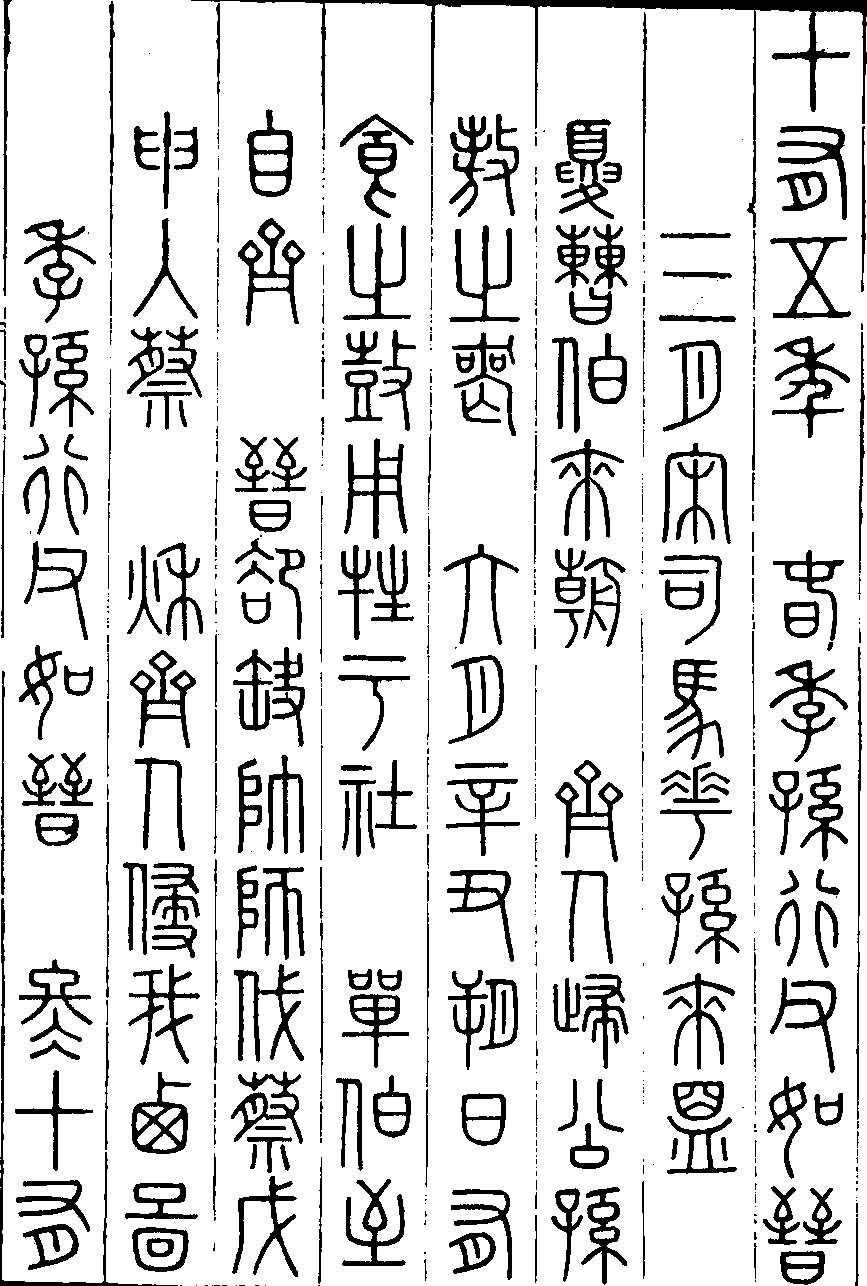 十有五年　春季孫行父如晉
三月宋司馬華孫來盟
夏曹伯來朝　齊人歸公孫
敖之喪　六月辛丑朔日有
食之鼓用牲于社　單伯至
自齊　晉郤缺帥師伐蔡戊
申入蔡　秋齊人侵我西啚
季孫行父如晉　冬十有